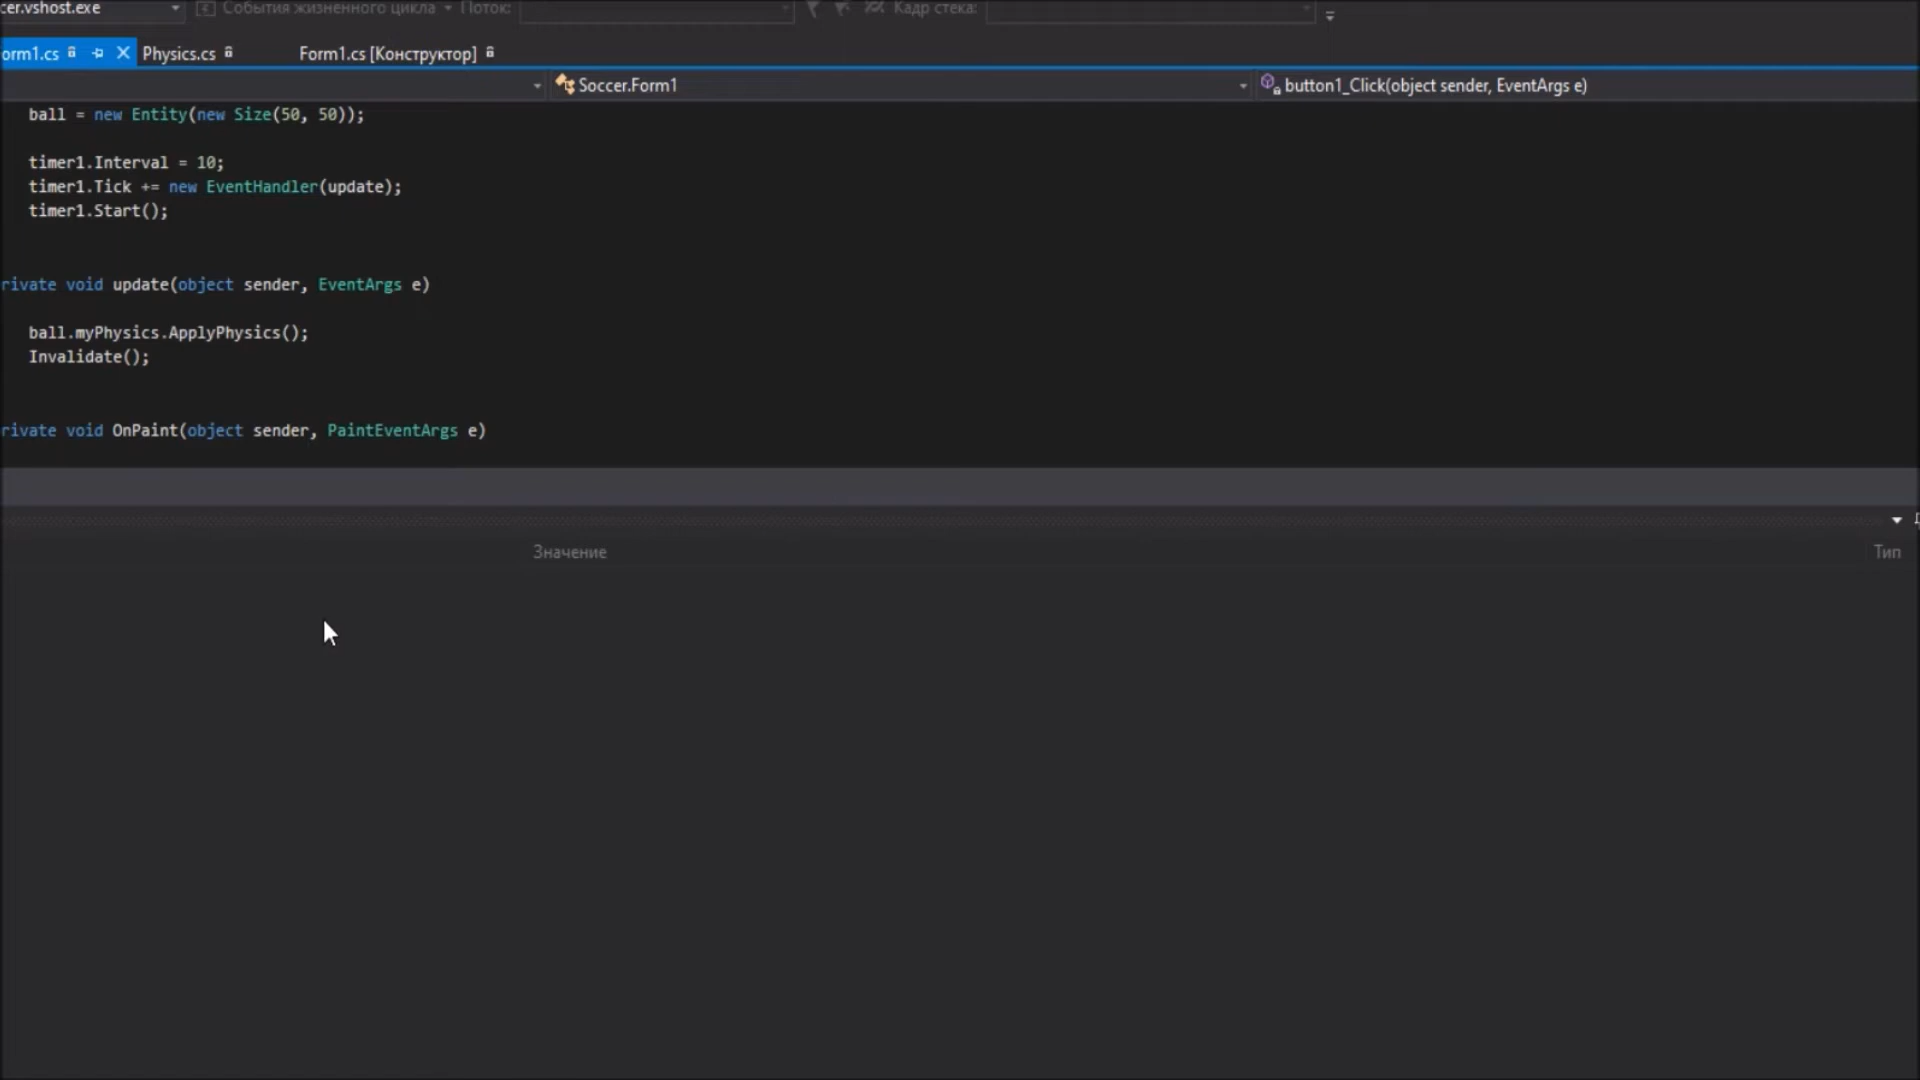 cer.vshost.exe События жизненного цикла Поток: Кадр стека:
orm1.cs Physics.cs Form1.cs [Конструктор]
Soccer.Form1 button1_Click(object sender, EventArgs e)
ball = new Entity(new Size(50, 50));
timer1.Interval = 10;
timer1.Tick += new EventHandler(update);
timer1.Start();
rivate void update(object sender, EventArgs e)
ball.myPhysics.ApplyPhysics();
Invalidate();
rivate void OnPaint(object sender, PaintEventArgs e)
Значение Тип